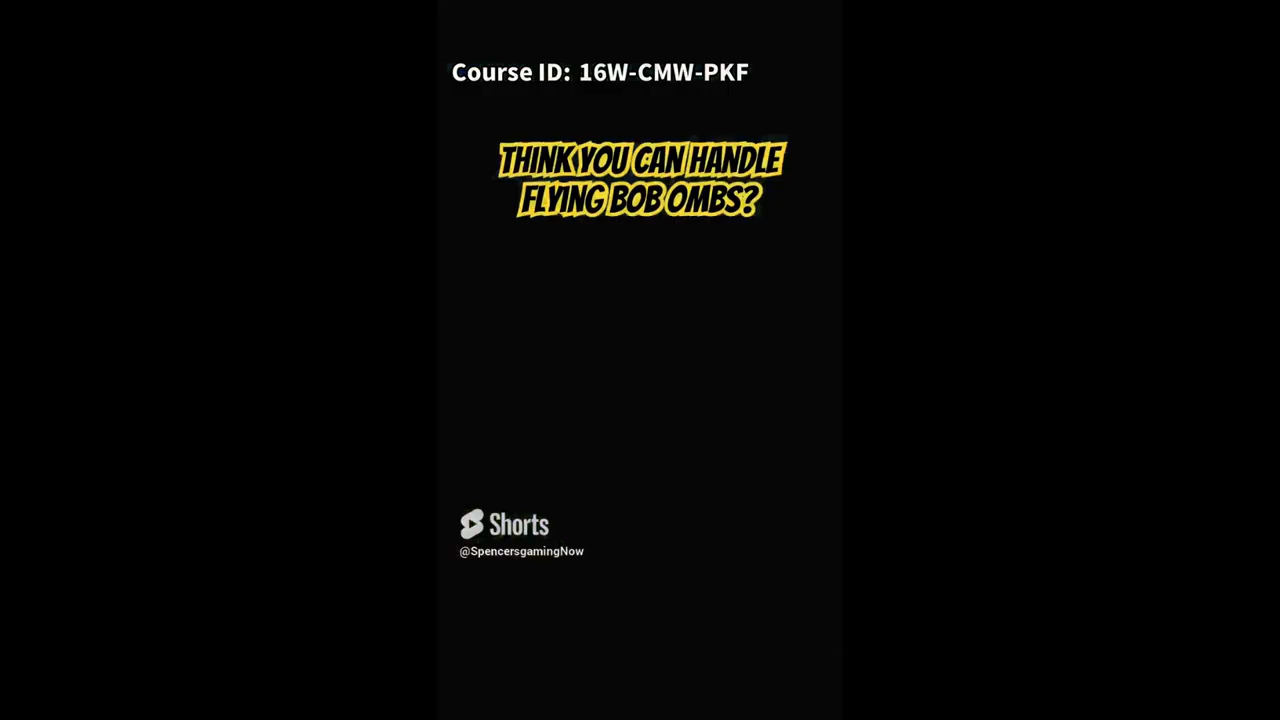 Course ID: 16W-CMW-PKF
THINK YOU CAN HANDLE
FLYING BOB OMBS?
Shorts
@SpencersgamingNow